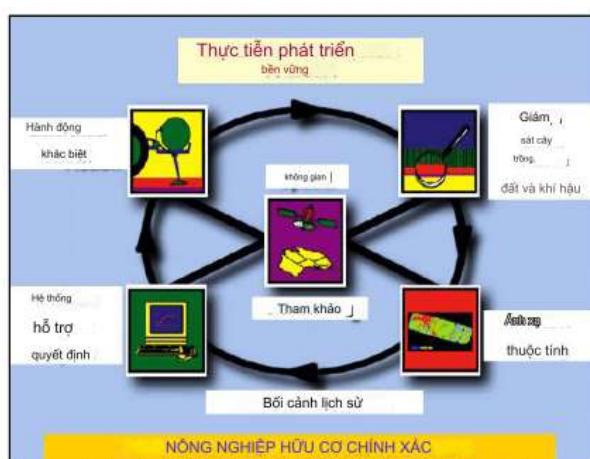 Thực tiễn phát triển
bền vững
Hành động
khác biệt
Giám
sát cây
trồng,
đất và khí hậu
không gian
Tham khảo
Hệ thống
hỗ trợ
quyết định
Ánh xạ
thuộc tính
Bối cảnh lịch sử
NÔNG NGHIỆP HỮU CƠ CHÍNH XÁC